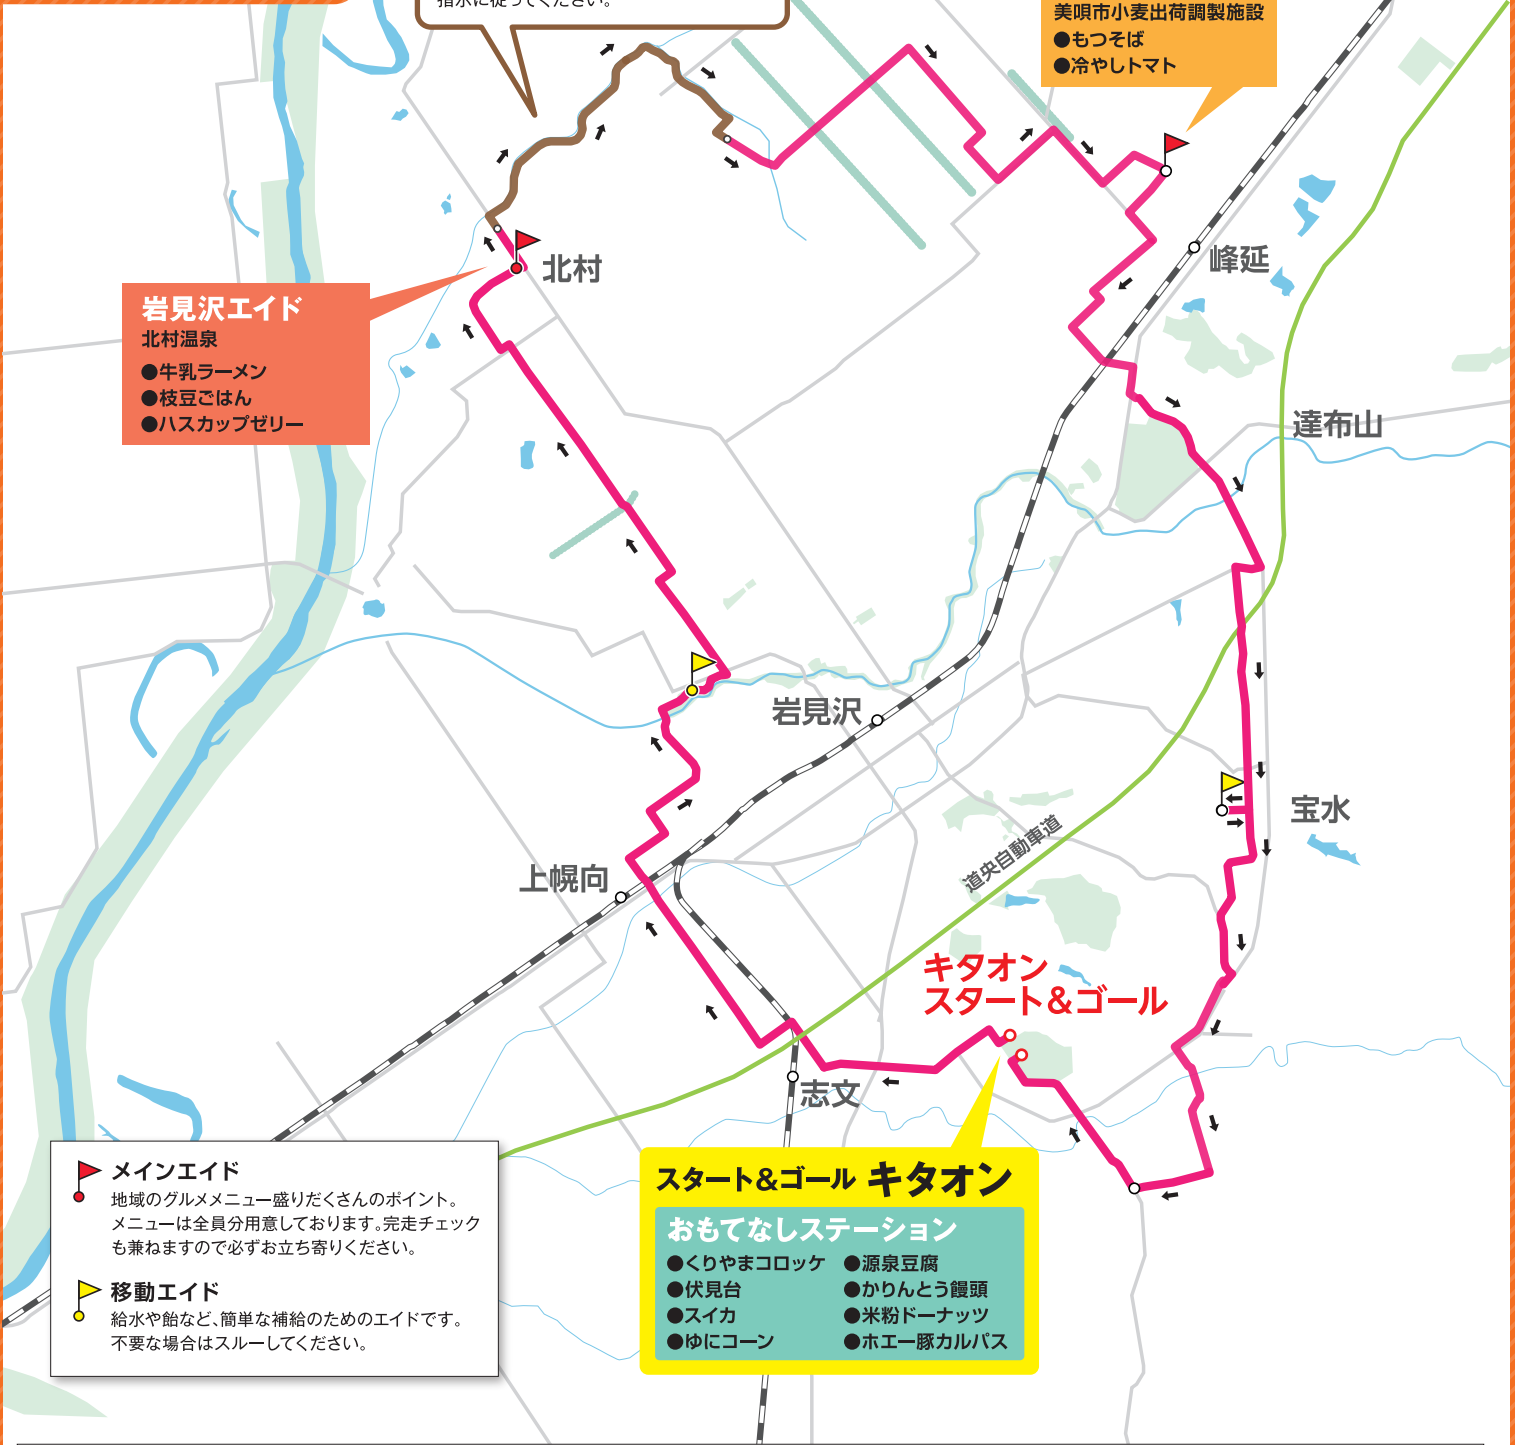 指示に従ってください。
美唄市小麦出荷調製施設
●もつそば
●冷やしトマト
峰延
北村
岩見沢エイド
北村温泉
●牛乳ラーメン
●枝豆ごはん
●ハスカップゼリー
達布山
岩見沢
宝水
道央自動車道
上幌向
キタオン
スタート&ゴール
志文
スタート&ゴール キタオン
おもてなしステーション
●くりやまコロッケ ●源泉豆腐
●伏見台 ●かりんとう饅頭
●スイカ ●米粉ドーナッツ
●ゆにコーン ●ホエー豚カルパス
メインエイド
地域のグルメメニュー盛りだくさんのポイント。
メニューは全員分用意しております。完走チェック
も兼ねますので必ずお立ち寄りください。
移動エイド
給水や飴など、簡単な補給のためのエイドです。
不要な場合はスルーしてください。